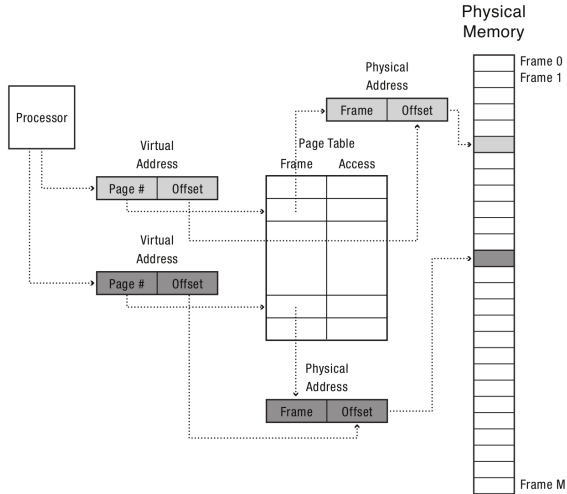 Physical
Memory
Frame 0
Frame 1
Physical
Address
Frame Offset
Processor
Virtual
Address
Page # Offset
Page Table
Frame Access
Virtual
Address
Page # Offset
Physical
Address
Frame Offset
Frame M